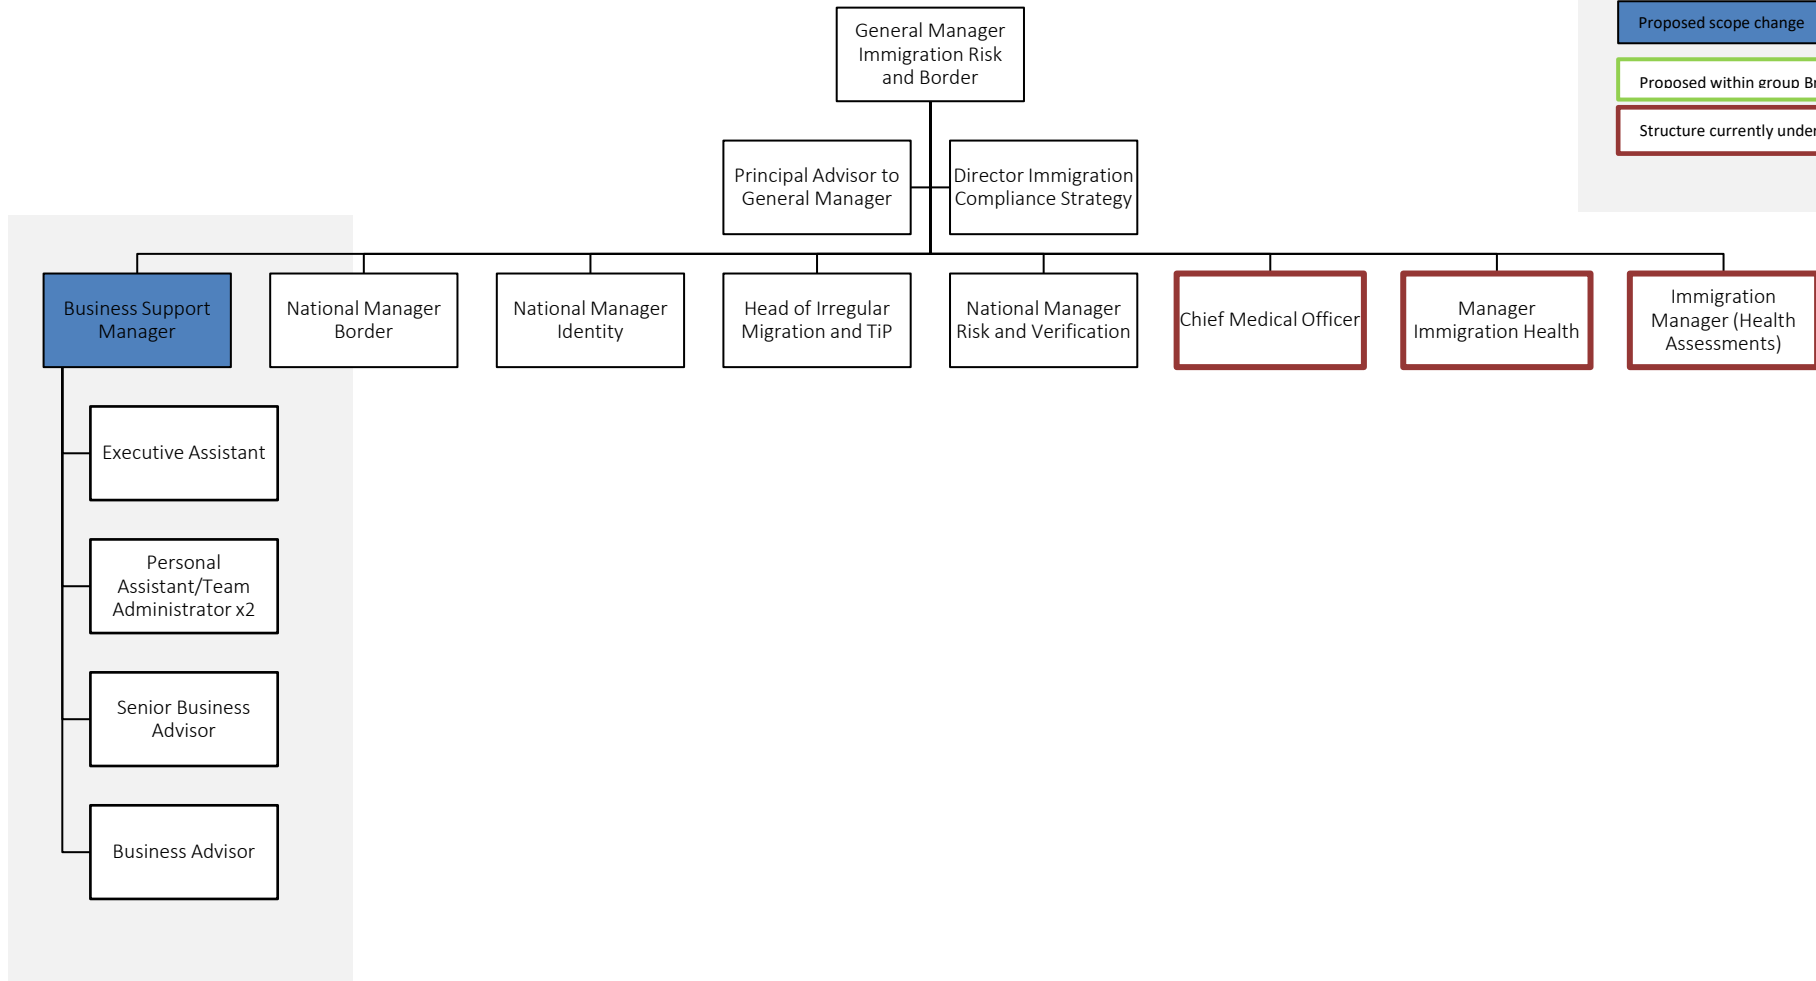 General Manager
Immigration Risk
and Border
Proposed scope change
Proposed within group
Structure currently under
Principal Advisor to
General Manager
Director Immigration
Compliance Strategy
Business Support
Manager
National Manager
Border
National Manager
Identity
Head of Irregular
Migration and TiP
National Manager
Risk and Verification
Chief Medical Officer
Manager
Immigration Health
Immigration
Manager (Health
Assessments)
Executive Assistant
Personal
Assistant/Team
Administrator x2
Senior Business
Advisor
Business Advisor